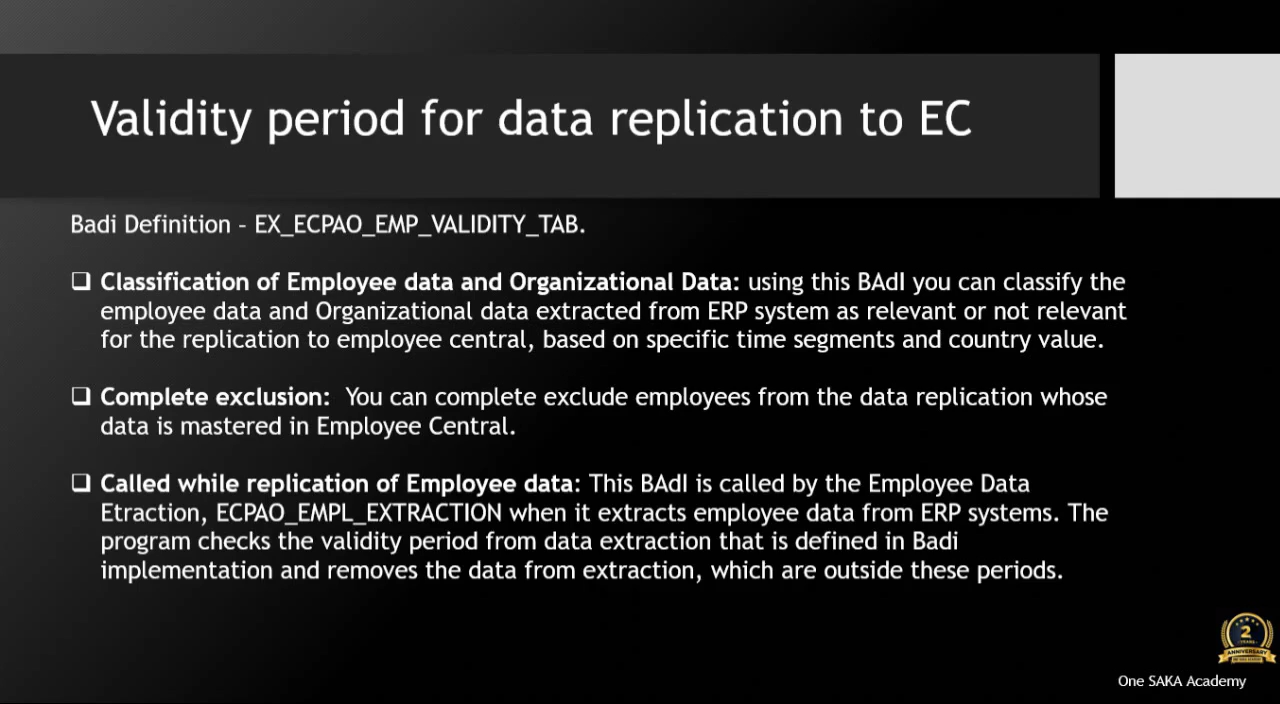 Validity period for data replication to EC
Badi Definition – EX_ECPAO_EMP_VALIDITY_TAB.
❑ Classification of Employee data and Organizational Data: using this BAdI you can classify the
employee data and Organizational data extracted from ERP system as relevant or not relevant
for the replication to employee central, based on specific time segments and country value.
❑ Complete exclusion: You can complete exclude employees from the data replication whose
data is mastered in Employee Central.
❑ Called while replication of Employee data: This BAdI is called by the Employee Data
Etraction, ECPAO_EMPL_EXTRACTION when it extracts employee data from ERP systems. The
program checks the validity period from data extraction that is defined in Badi
implementation and removes the data from extraction, which are outside these periods.
2
YEARS
ANNIVERSARY
One SAKA Academy